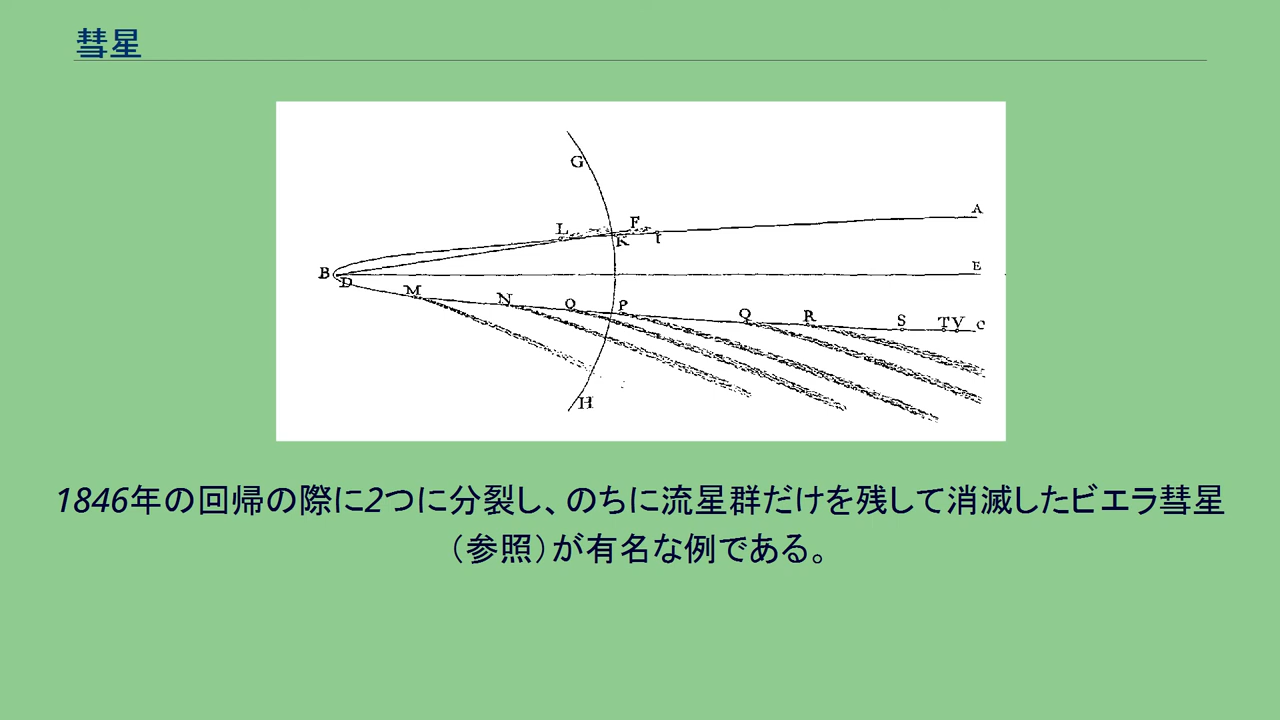 彗星
G
L
F
A
K
I
B
D
E
M
N
O
P
Q
R
S
T V C
H
1846年の回帰の際に2つに分裂し、のちに流星群だけを残して消滅したビエラ彗星
（参照）が有名な例である。